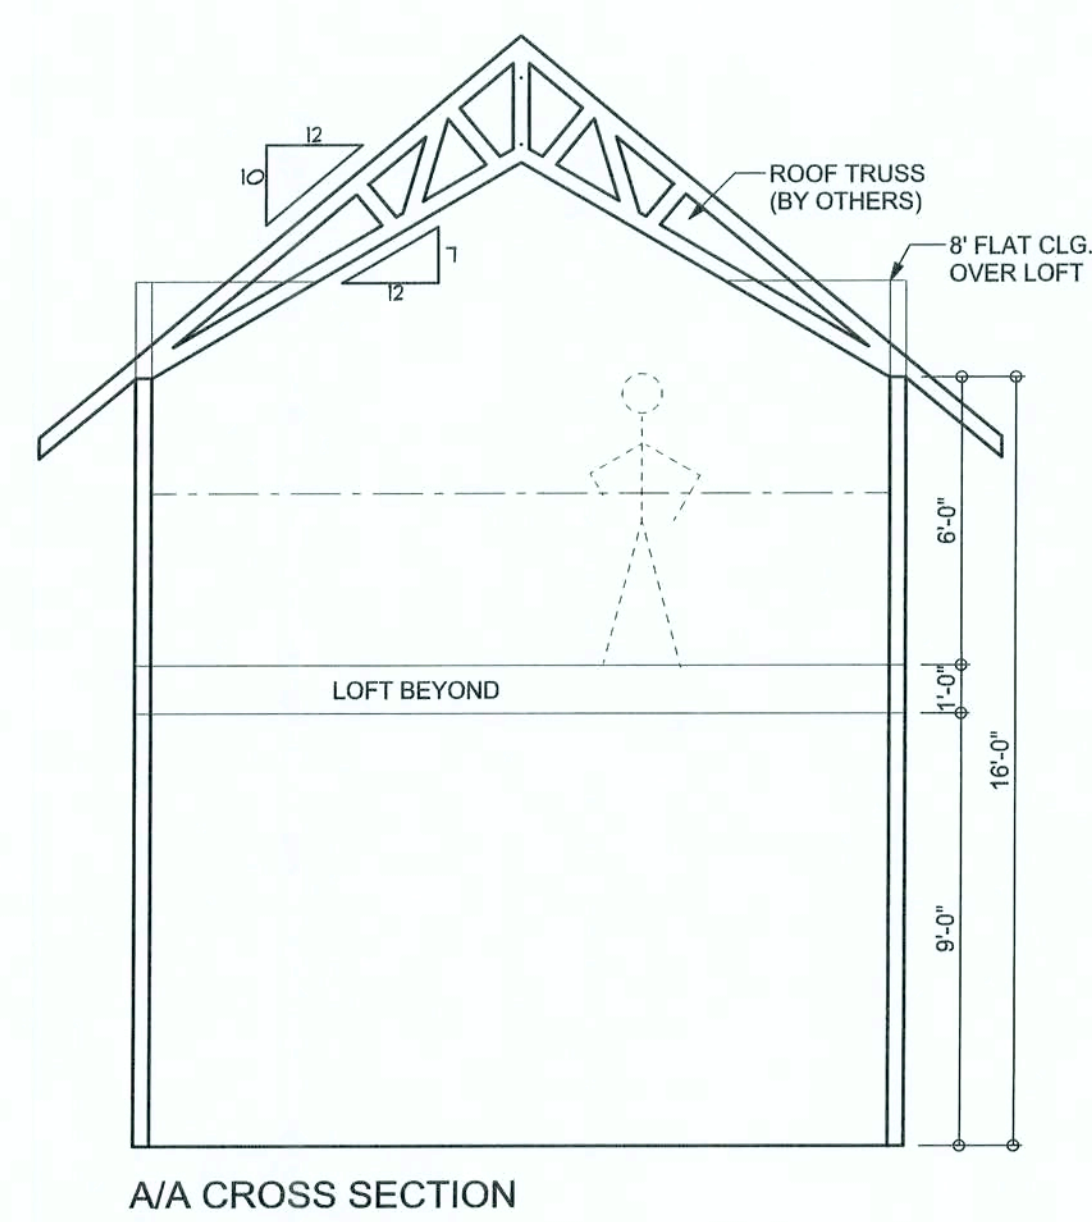 12
10
ROOF TRUSS
(BY OTHERS)
7
12
8' FLAT CLG.
OVER LOFT
6'-0"
1'-0"
LOFT BEYOND
16'-0"
9'-0"
A/A CROSS SECTION